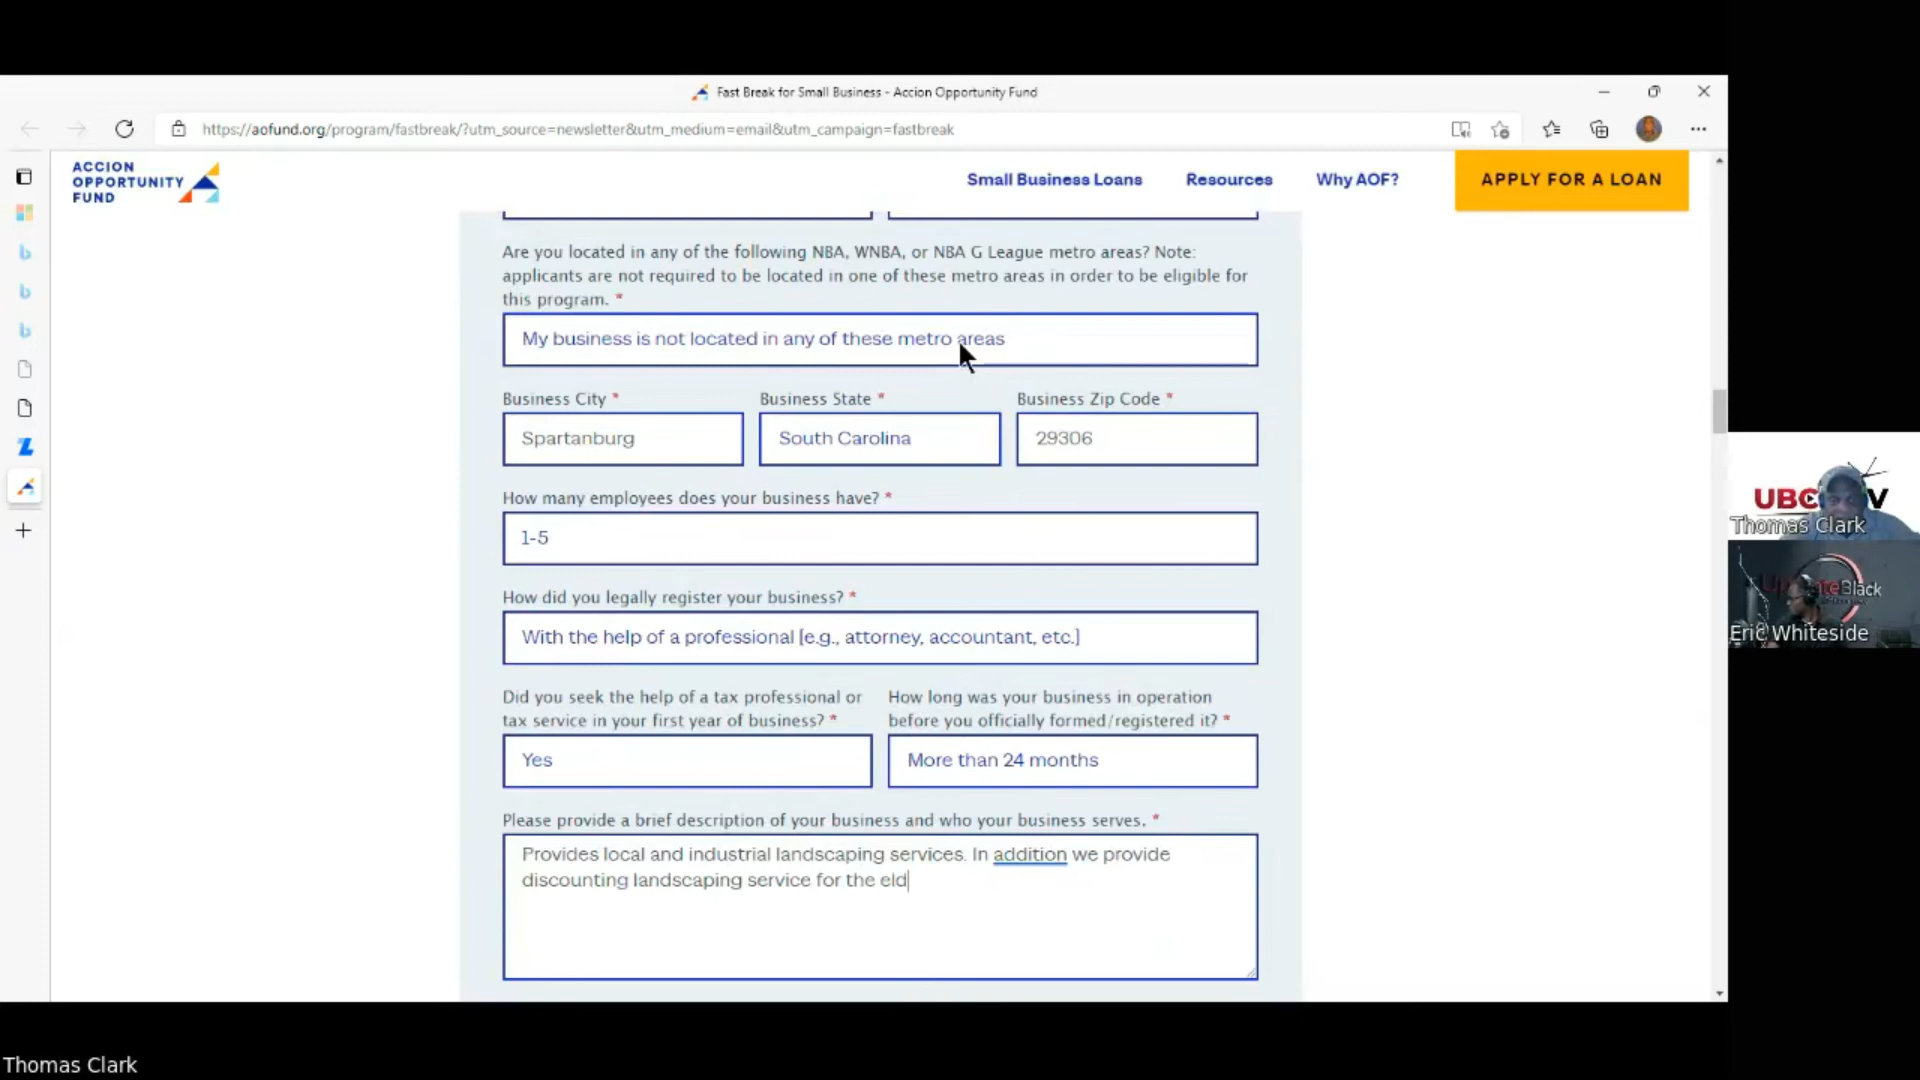 Fast Break for Small Business - Accion Opportunity Fund
https://aofund.org/program/fastbreak/?utm_source=newsletter&utm_medium=email&utm_campaign=fastbreak
ACCION
OPPORTUNITY
FUND
Small Business Loans
Resources
Why AOF?
APPLY FOR A LOAN
Are you located in any of the following NBA, WNBA, or NBA G League metro areas? Note:
applicants are not required to be located in one of these metro areas in order to be eligible for
this program. *
My business is not located in any of these metro areas
Business City * Business State * Business Zip Code *
Spartanburg South Carolina 29306
How many employees does your business have? *
1-5
How did you legally register your business? *
With the help of a professional [e.g., attorney, accountant, etc.]
Did you seek the help of a tax professional or
tax service in your first year of business? *
How long was your business in operation
before you officially formed/registered it? *
Yes
More than 24 months
Please provide a brief description of your business and who your business serves. *
Provides local and industrial landscaping services. In addition we provide
discounting landscaping service for the eld
UBC V
Thomas Clark
Black
Eric Whiteside
Thomas Clark